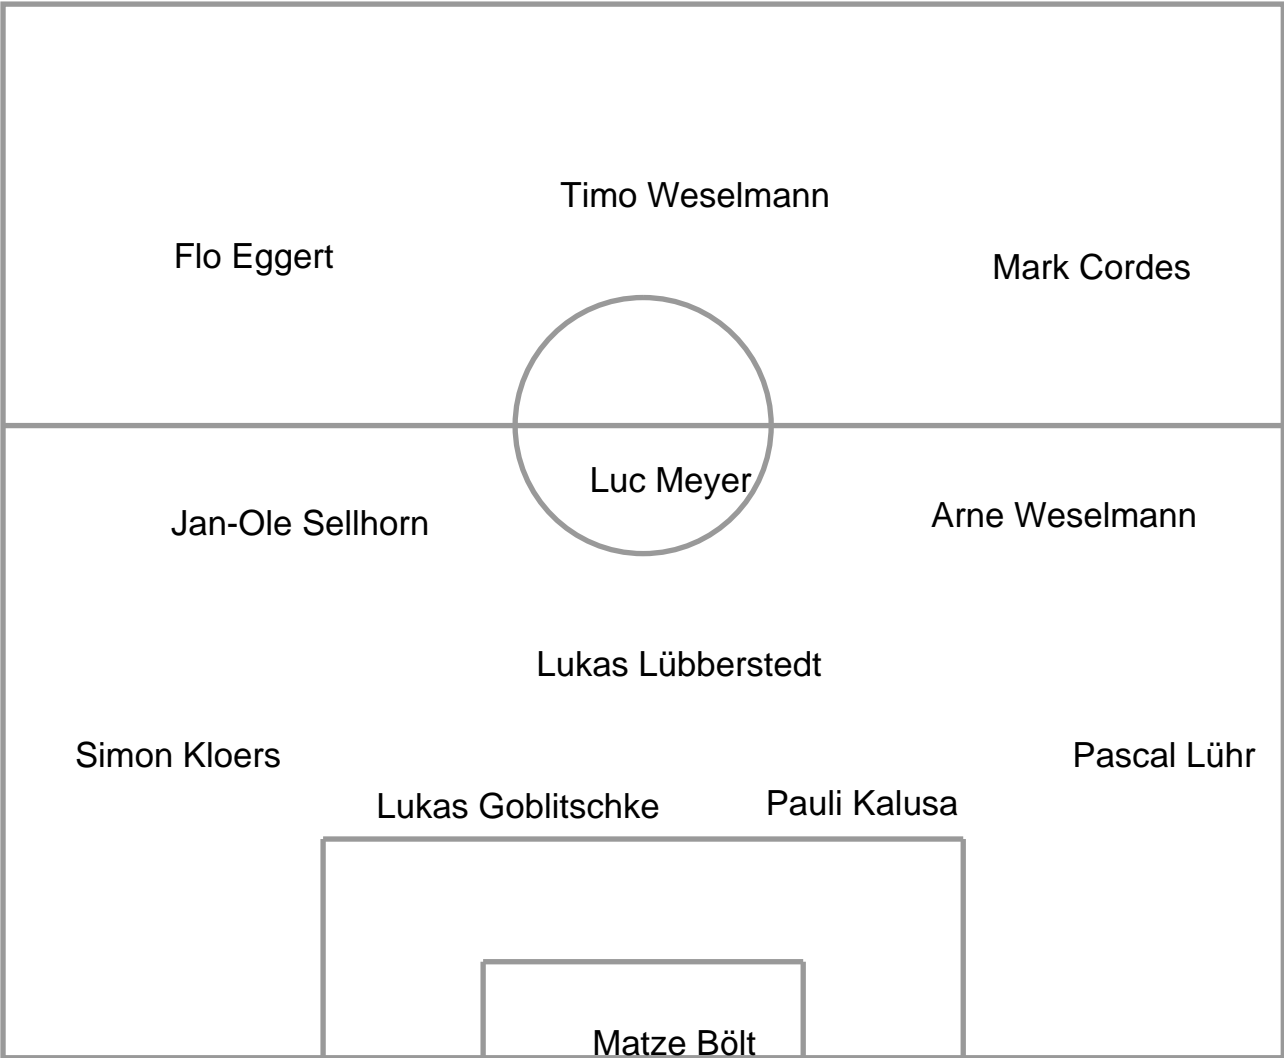 Timo Weselmann
Flo Eggert
Mark Cordes
Luc Meyer
Jan-Ole Sellhorn
Arne Weselmann
Lukas Lübberstedt
Simon Kloers
Pascal Lühr
Lukas Goblitschke
Pauli Kalusa
Matze Bölt